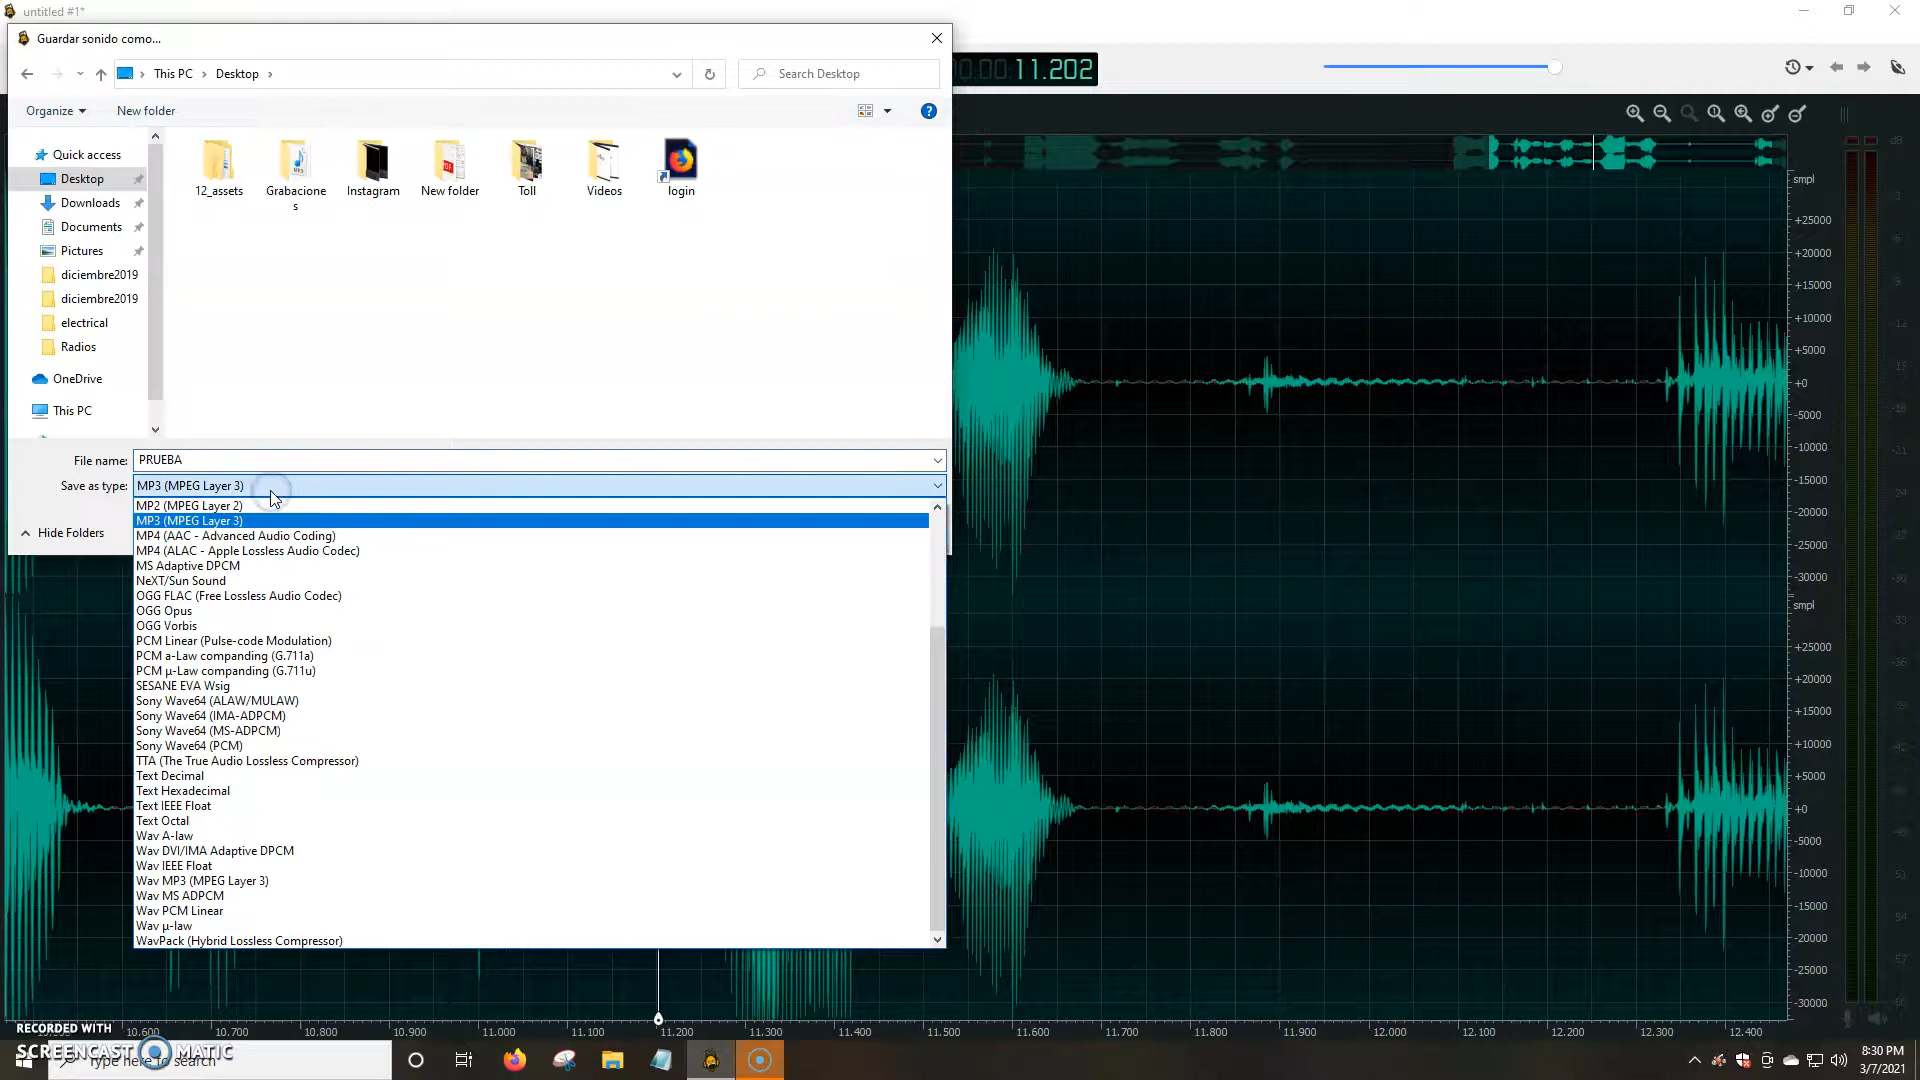 untitled #1*
Guardar sonido como...
This PC
Desktop
Search Desktop
11.202
Organize
New folder
?
Quick access
Desktop
Downloads
Documents
Pictures
diciembre2019
diciembre2019
electrical
Radios
OneDrive
This PC
12_assets
Grabacione
s
Instagram
New folder
Toll
Videos
login
File name:
PRUEBA
Save as type:
MP3 (MPEG Layer 3)
Hide Folders
MP2 (MPEG Layer 2)
MP3 (MPEG Layer 3)
MP4 (AAC - Advanced Audio Coding)
MP4 (ALAC - Apple Lossless Audio Codec)
MS Adaptive DPCM
NeXT/Sun Sound
OGG FLAC (Free Lossless Audio Codec)
OGG Opus
OGG Vorbis
PCM Linear (Pulse-code Modulation)
PCM a-Law companding (G.711a)
PCM µ-Law companding (G.711u)
SESANE EVA Wsig
Sony Wave64 (ALAW/MULAW)
Sony Wave64 (IMA-ADPCM)
Sony Wave64 (MS-ADPCM)
Sony Wave64 (PCM)
TTA (The True Audio Lossless Compressor)
Text Decimal
Text Hexadecimal
Text IEEE Float
Text Octal
Wav A-law
Wav DVI/IMA Adaptive DPCM
Wav IEEE Float
Wav MP3 (MPEG Layer 3)
Wav MS ADPCM
Wav PCM Linear
Wav µ-law
WavPack (Hybrid Lossless Compressor)
dB
smpl
+25000
+20000
+15000
+10000
+5000
+0
-5000
-10000
-15000
-20000
-25000
-30000
smpl
+25000
+20000
+15000
+10000
+5000
+0
-5000
-10000
-15000
-20000
-25000
-30000
10.600 10.700 10.800 10.900 11.000 11.100 11.200 11.300 11.400 11.500 11.600 11.700 11.800 11.900 12.000 12.100 12.200 12.300 12.400
RECORDED WITH
SCREENCAST MATIC
Type here to search
8:30 PM
3/7/2021